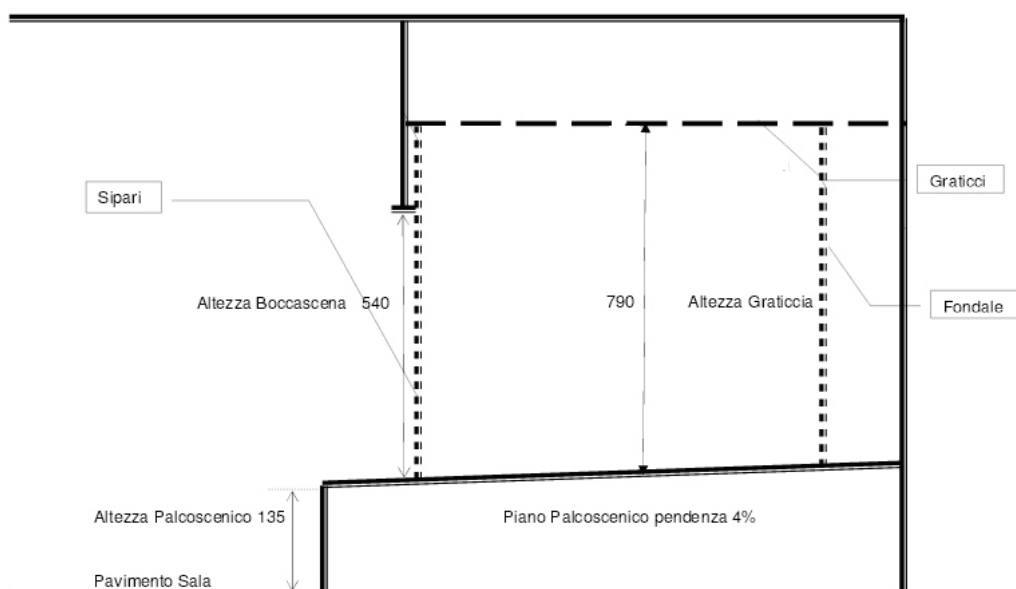 Graticci
Sipari
Altezza Boccascena 540
790
Altezza Graticcia
Fondale
Altezza Palcoscenico 135
Piano Palcoscenico pendenza 4%
Pavimento Sala